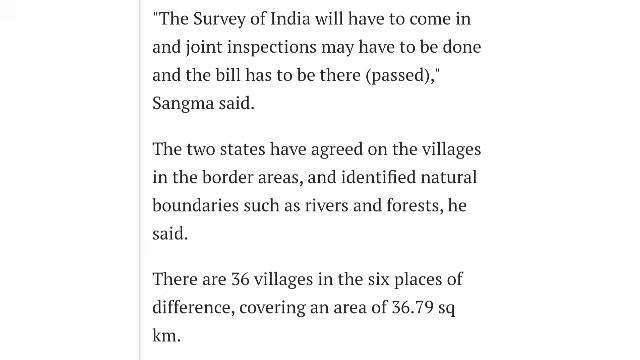 "The Survey of India will have to come in
and joint inspections may have to be done
and the bill has to be there (passed),"
Sangma said.
The two states have agreed on the villages
in the border areas, and identified natural
boundaries such as rivers and forests, he
said.
There are 36 villages in the six places of
difference, covering an area of 36.79 sq
km.